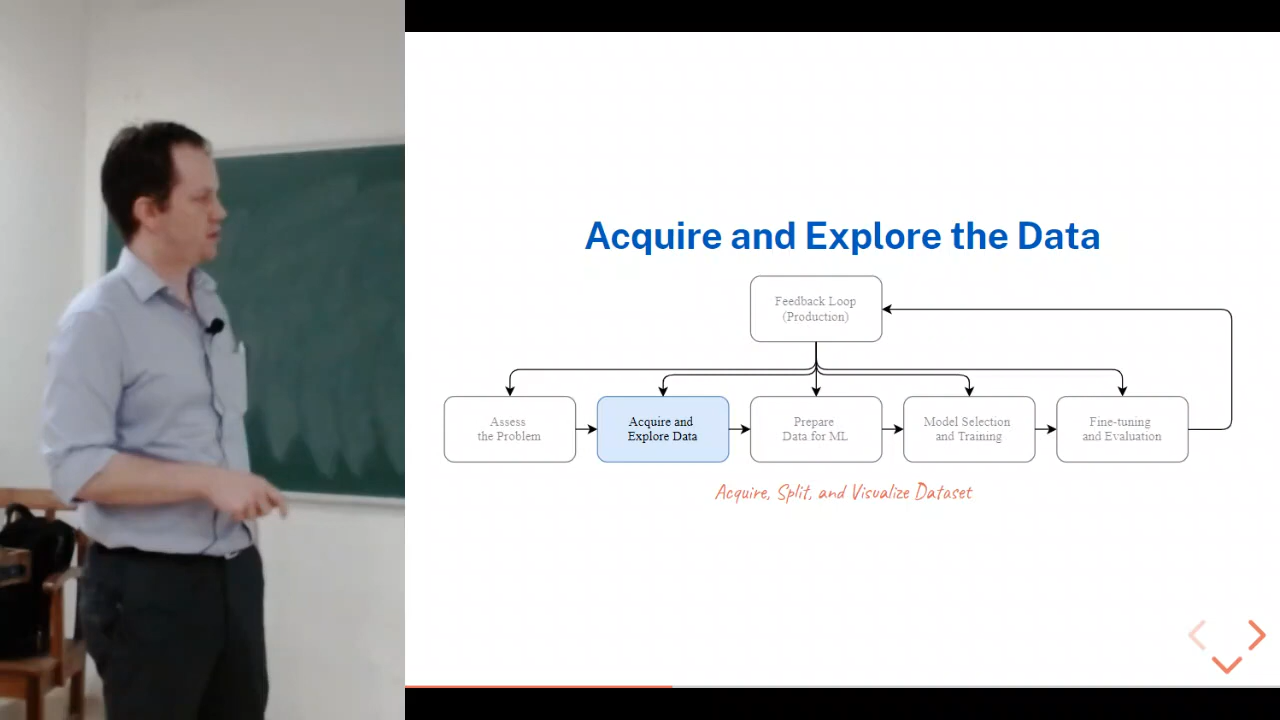 Acquire and Explore the Data
Feedback Loop
(Production)
Assess
the Problem
Acquire and
Explore Data
Prepare
Data for ML
Model Selection
and Training
Fine-tuning
and Evaluation
Acquire, Split, and Visualize Dataset